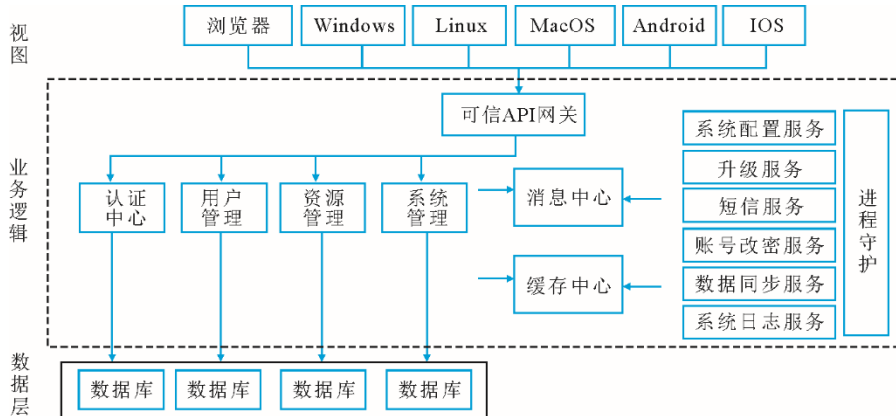 视图
浏览器
Windows
Linux
MacOS
Android
IOS
业务逻辑
可信API网关
认证
中心
用户
管理
资源
管理
系统
管理
消息中心
缓存中心
系统配置服务
升级服务
短信服务
账号改密服务
数据同步服务
系统日志服务
进程守护
数据层
数据库
数据库
数据库
数据库